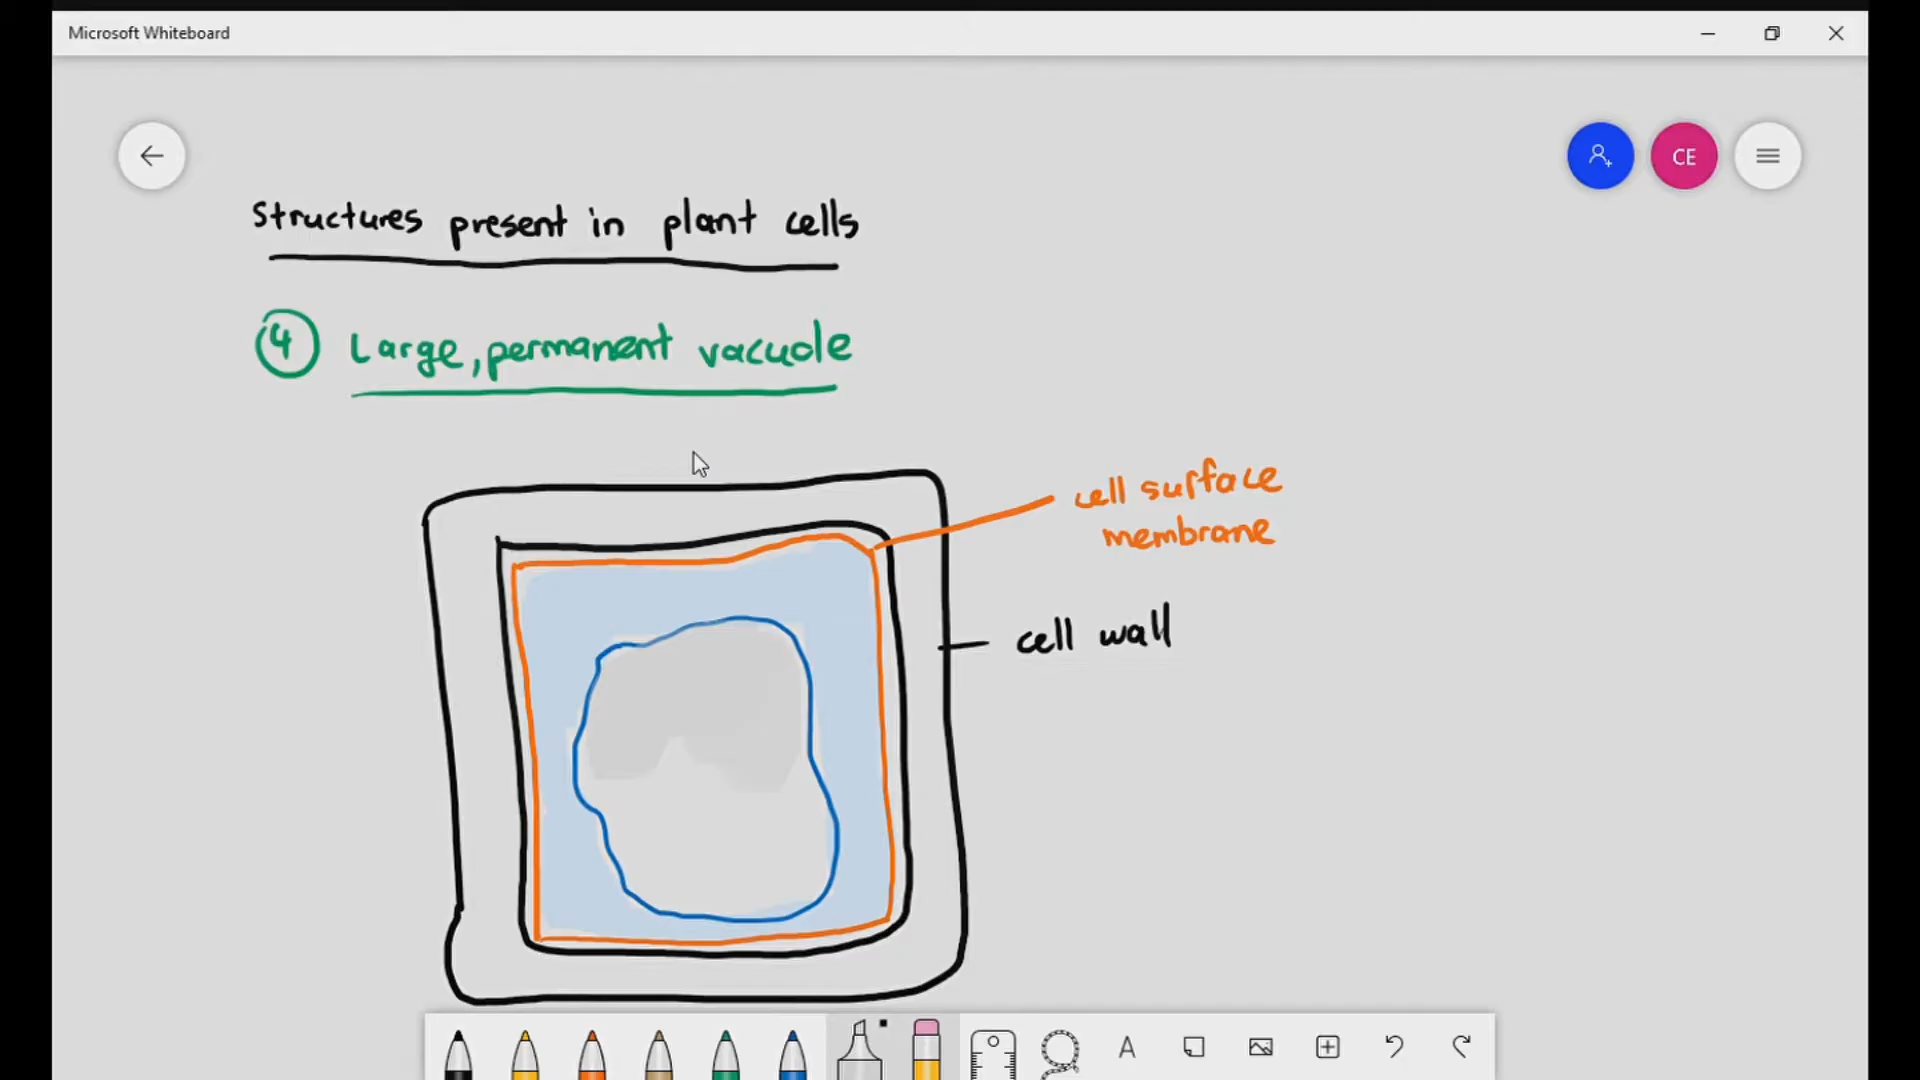 Microsoft Whiteboard
CE
Structures present in plant cells
4 Large, permanent vacuole
cell surface
membrane
cell wall
A